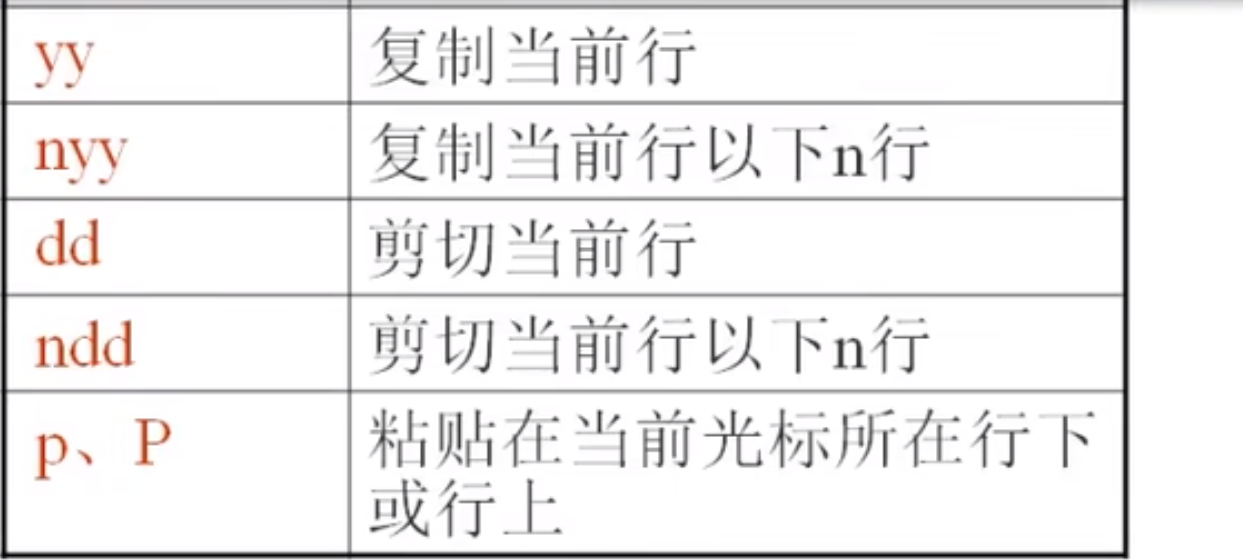 yy 复制当前行
nyy 复制当前行以下n行
dd 剪切当前行
ndd 剪切当前行以下n行
p、P 粘贴在当前光标所在行下
或行上